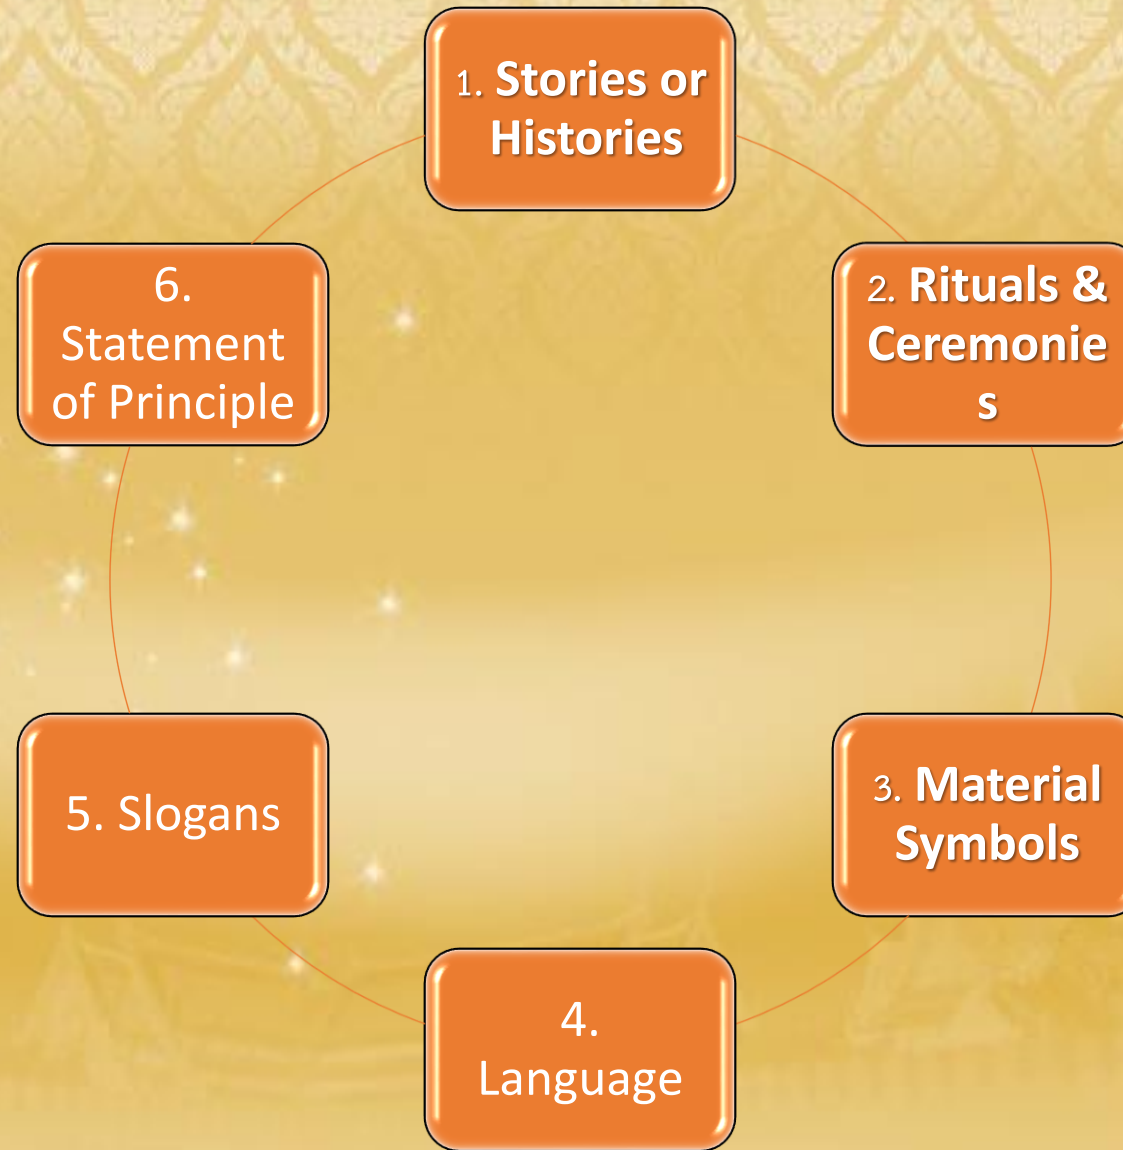 1. Stories or
Histories
2. Rituals &
Ceremonie
s
3. Material
Symbols
4.
Language
5. Slogans
6.
Statement
of Principle